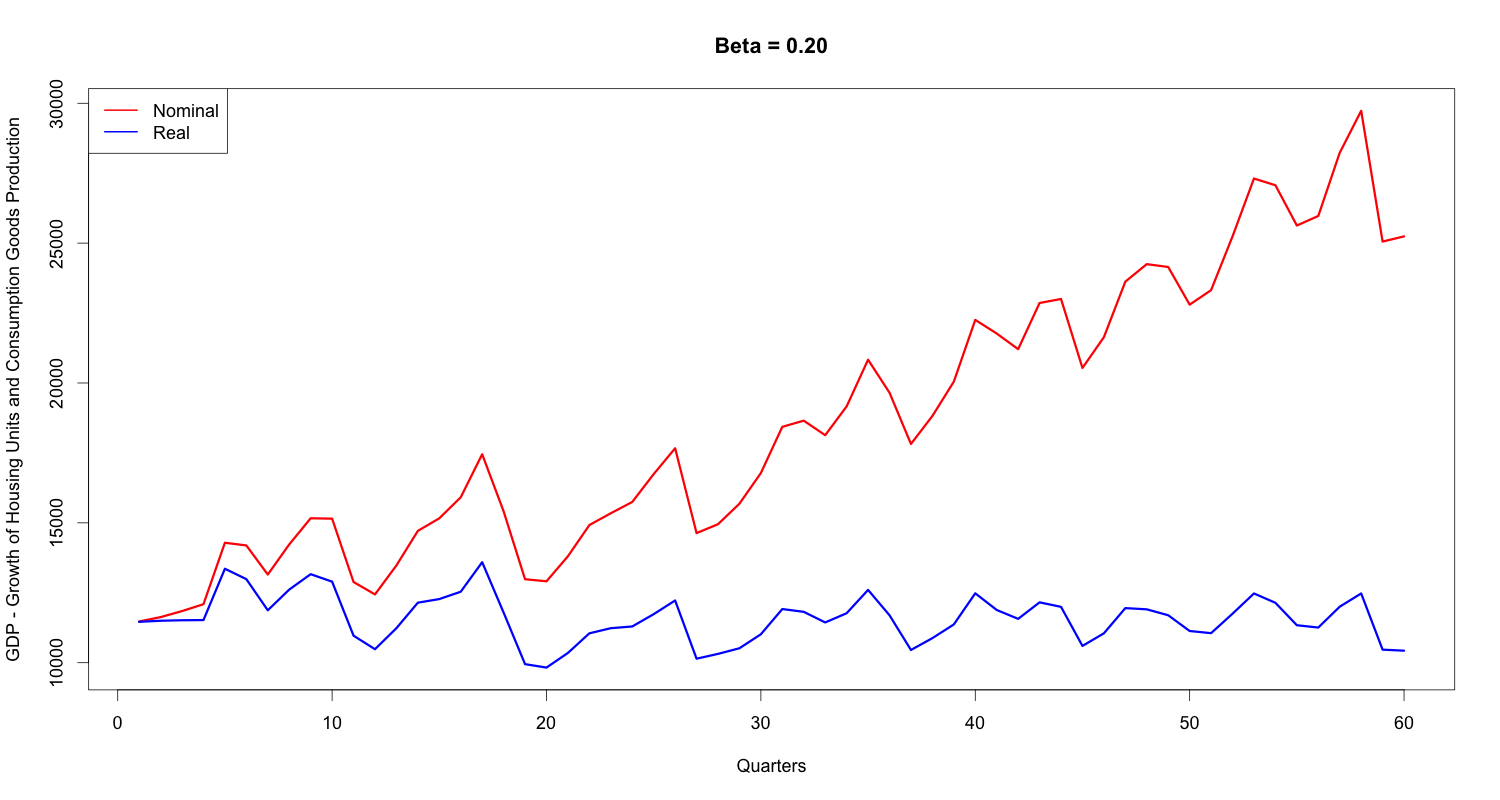 Beta = 0.20
Nominal
Real
GDP - Growth of Housing Units and Consumption Goods Production
30000
25000
20000
15000
10000
0 10 20 30 40 50 60
Quarters